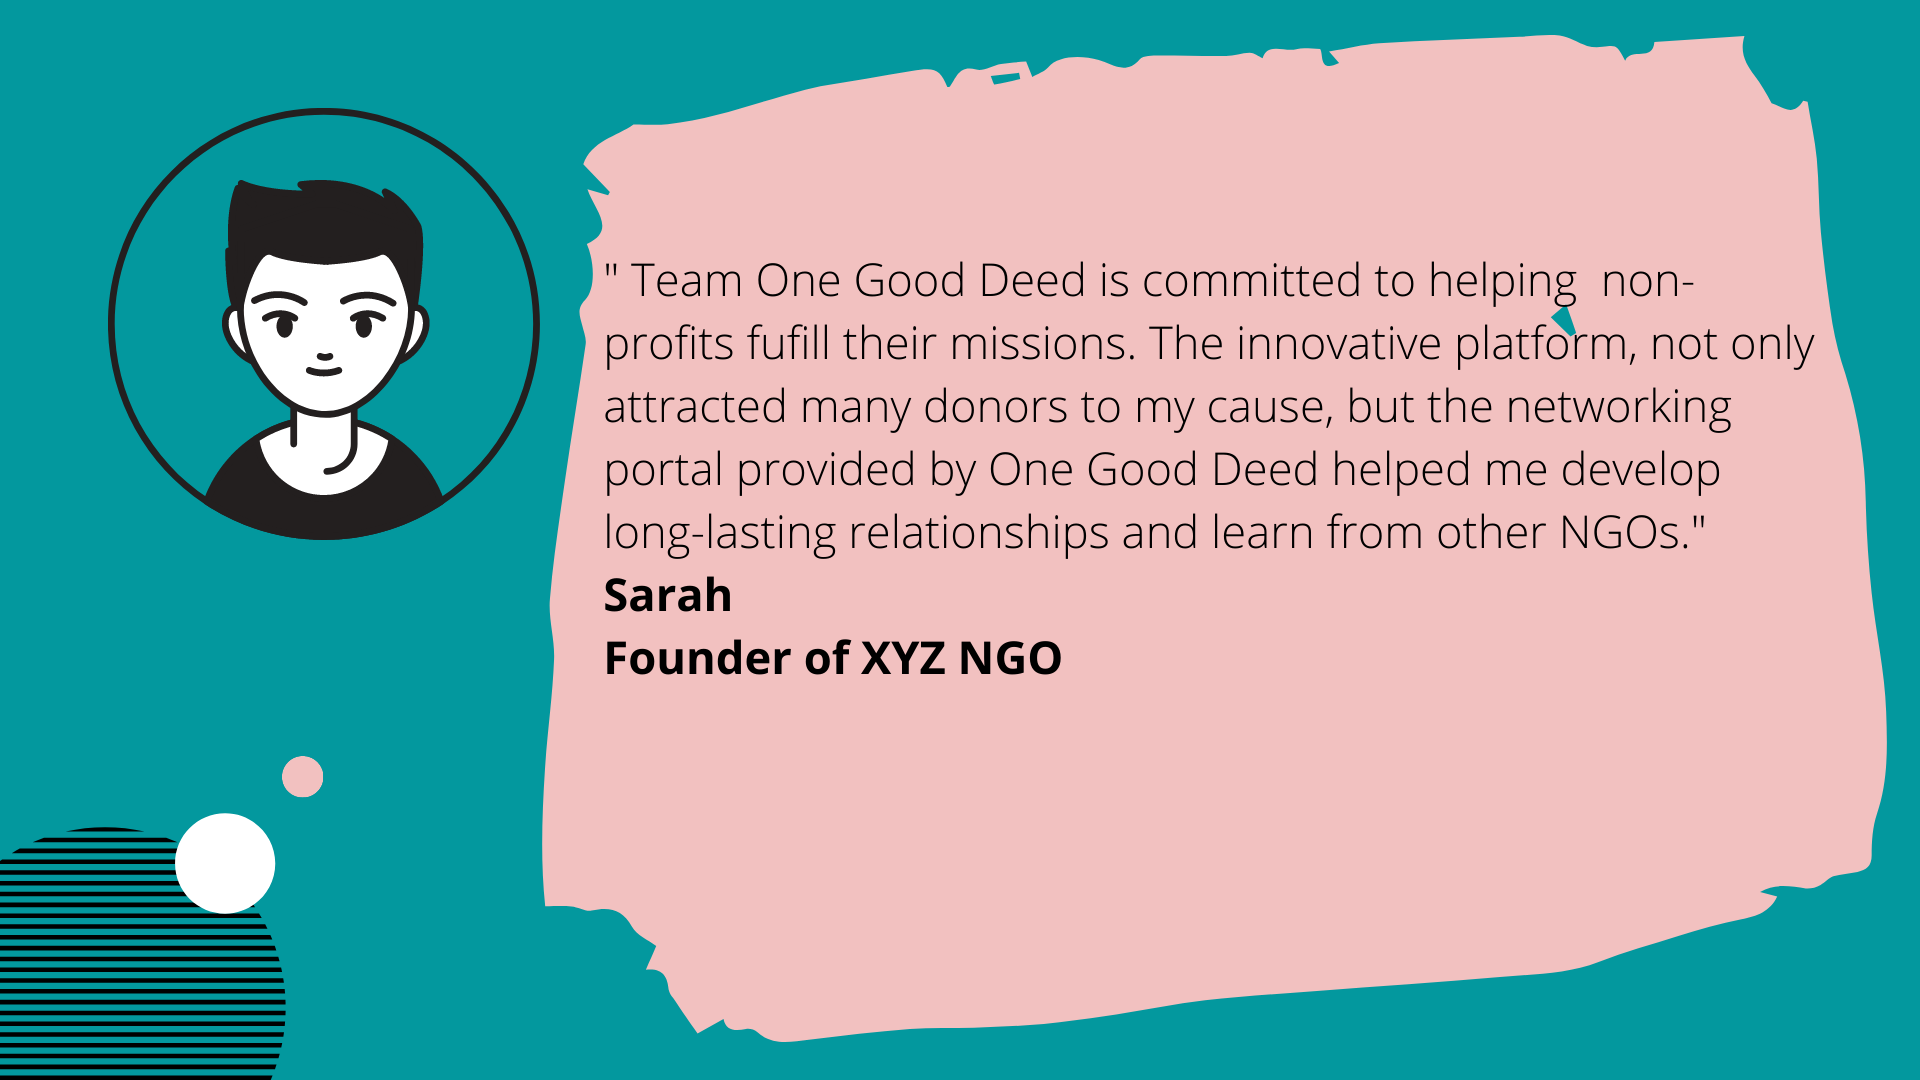 " Team One Good Deed is committed to helping  non-
profits fufill their missions. The innovative platform, not only
attracted many donors to my cause, but the networking
portal provided by One Good Deed helped me develop
long-lasting relationships and learn from other NGOs."
Sarah
Founder of XYZ NGO